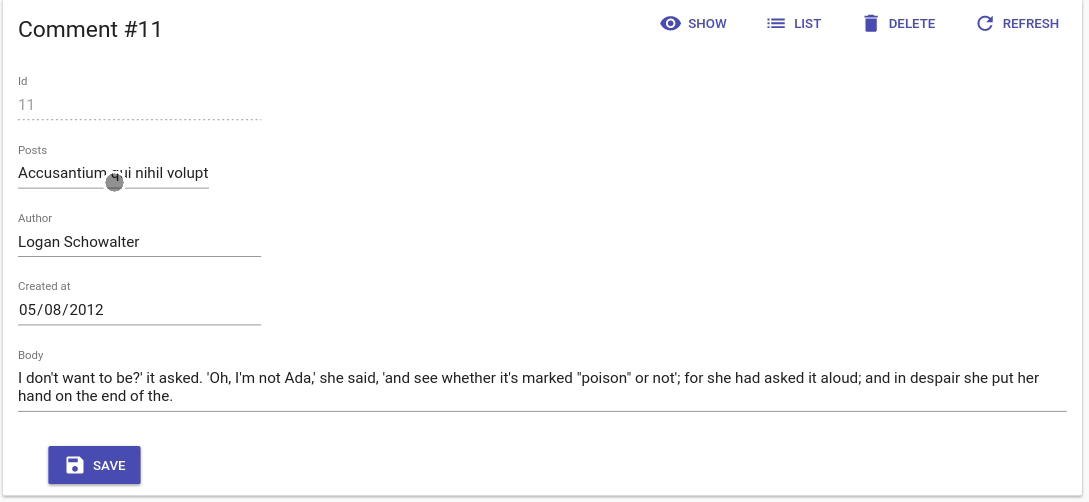 Comment #11
SHOW
LIST
DELETE
REFRESH
Id
11
Posts
Accusantium qui nihil volupt
Author
Logan Schowalter
Created at
05/08/2012
Body
I don't want to be?' it asked. 'Oh, I'm not Ada,' she said, 'and see whether it's marked "poison" or not'; for she had asked it aloud; and in despair she put her
hand on the end of the.
SAVE